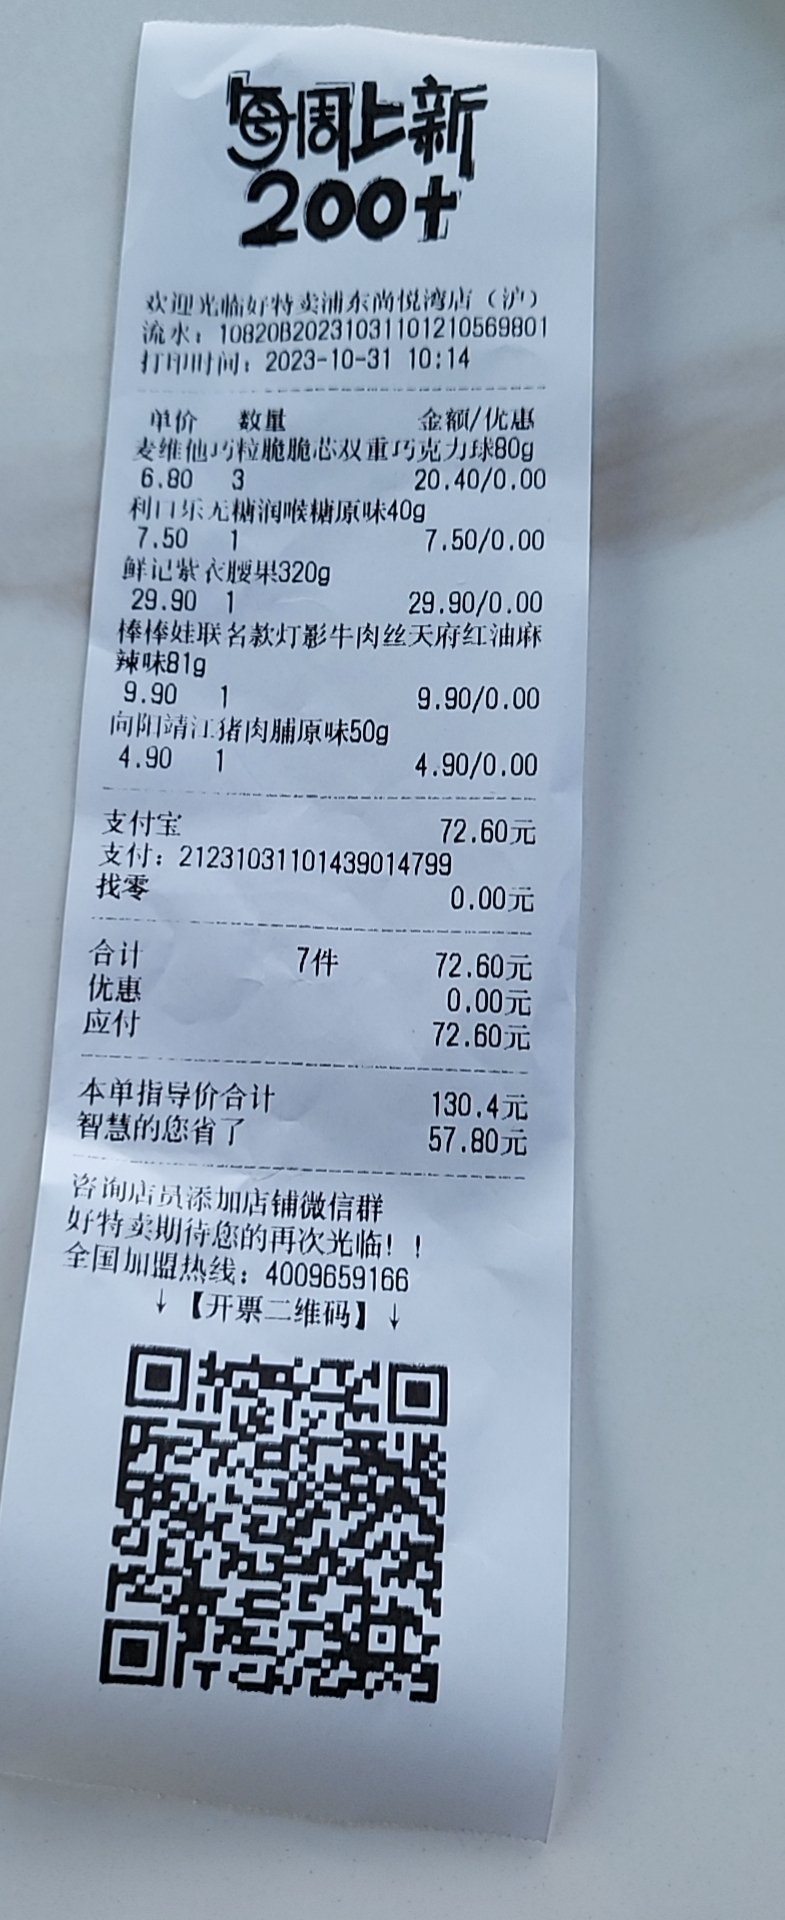 每周上新
200+
欢迎光临好特卖浦东尚悦湾店（沪）
流水：10820B20231031101210569801
打印时间：2023-10-31 10:14
单价 数量 金额/优惠
麦维他巧粒脆脆芯双重巧克力球80g
6.80 3 20.40/0.00
利口乐无糖润喉糖原味40g
7.50 1 7.50/0.00
鲜记紫衣腰果320g
29.90 1 29.90/0.00
棒棒娃联名款灯影牛肉丝天府红油麻
辣味81g
9.90 1 9.90/0.00
向阳靖江猪肉脯原味50g
4.90 1 4.90/0.00
支付宝 72.60元
支付：21231031101439014799
找零 0.00元
合计 7件 72.60元
优惠 0.00元
应付 72.60元
本单指导价合计 130.4元
智慧的您省了 57.80元
咨询店员添加店铺微信群
好特卖期待您的再次光临！！
全国加盟热线：4009659166
↓【开票二维码】↓